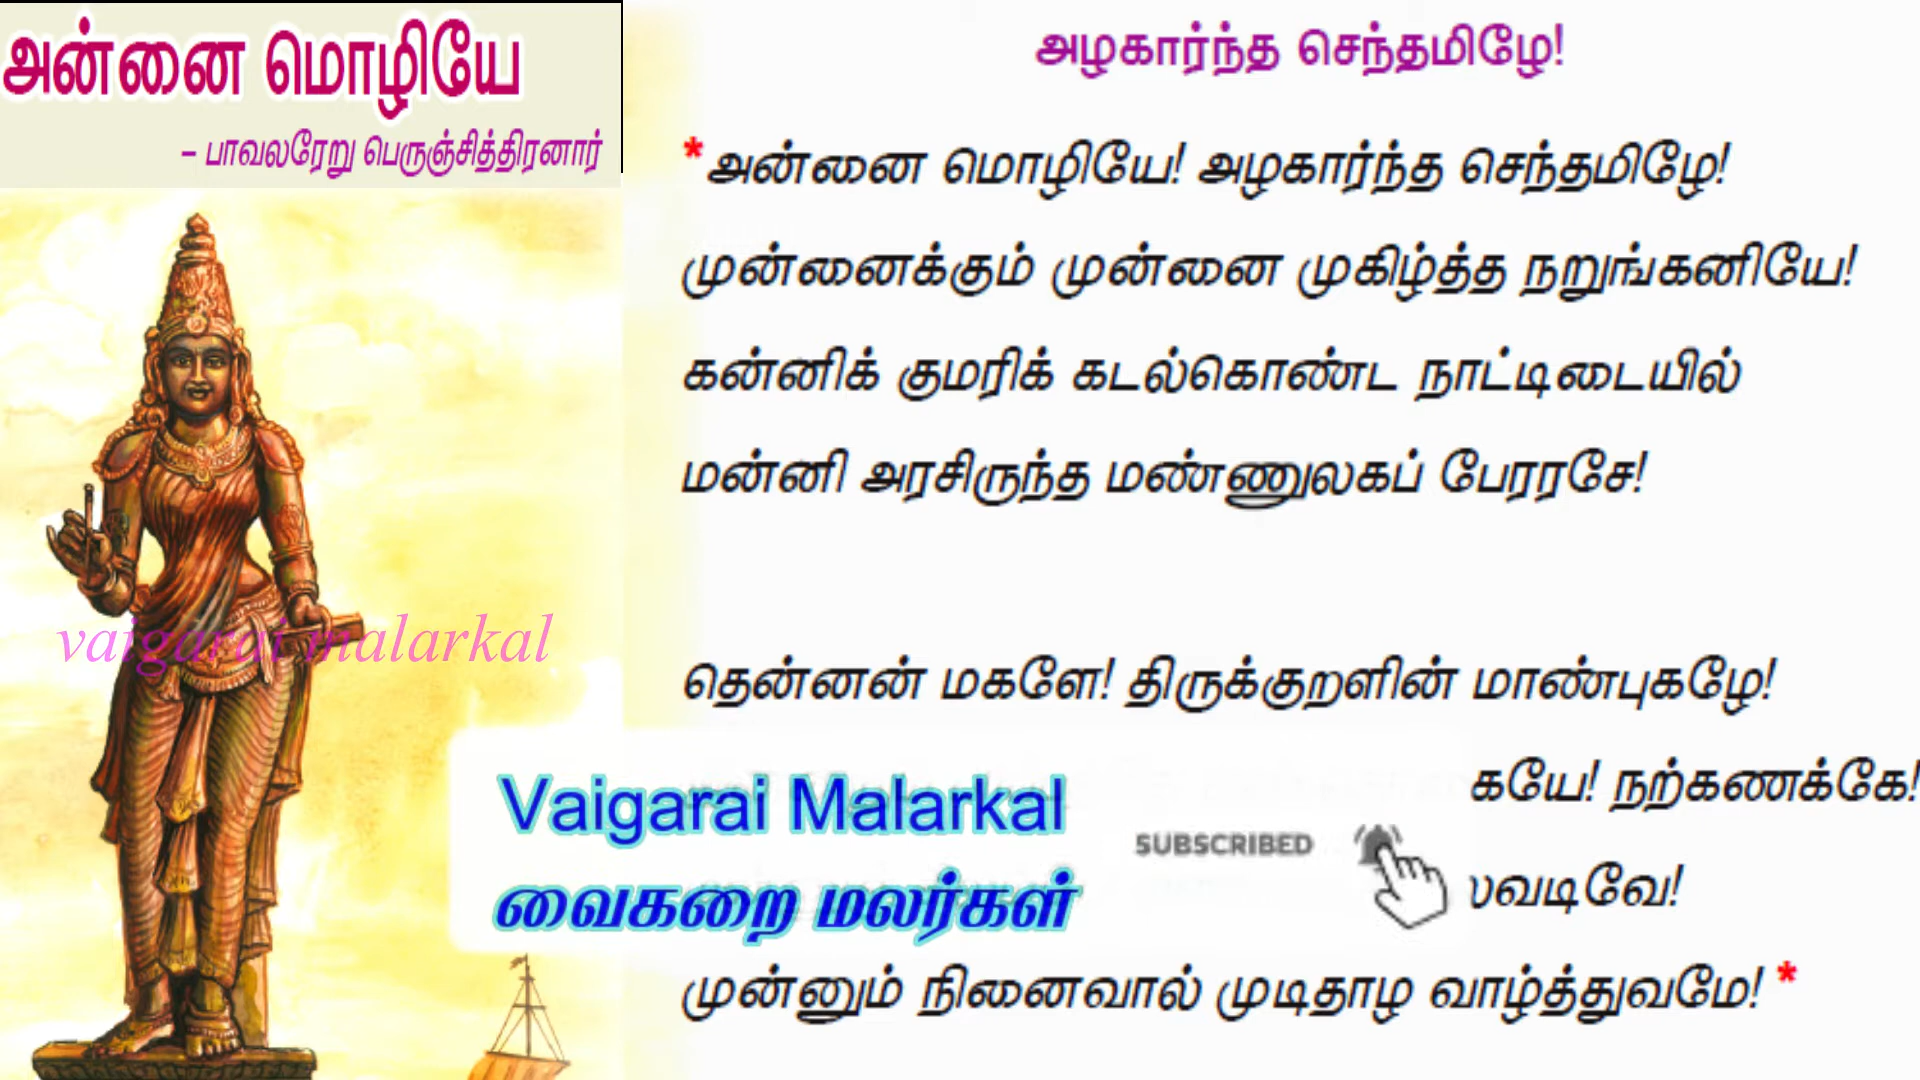 அன்னை மொழியே
– பாவலரேறு பெருஞ்சித்திரனார்
அழகார்ந்த செந்தமிழே!
*அன்னை மொழியே! அழகார்ந்த செந்தமிழே!
முன்னைக்கும் முன்னை முகிழ்த்த நறுங்கனியே!
கன்னிக் குமரிக் கடல்கொண்ட நாட்டிடையில்
மன்னி அரசிருந்த மண்ணுலகப் பேரரசே!
தென்னன் மகளே! திருக்குறளின் மாண்புகழே!
கயே! நற்கணக்கே!
வடிவே!
முன்னும் நினைவால் முடிதாழ வாழ்த்துவமே! *
vaigarai malarkal
Vaigarai Malarkal
வைகறை மலர்கள்
SUBSCRIBED